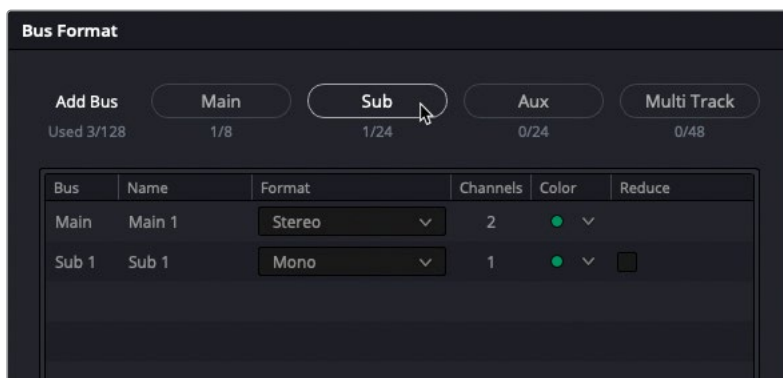 Bus Format
Add Bus Main Sub Aux Multi Track
Used 3/128 1/8 1/24 0/24 0/48
Bus Name Format Channels Color Reduce
Main Main 1 Stereo 2
Sub 1 Sub 1 Mono 1